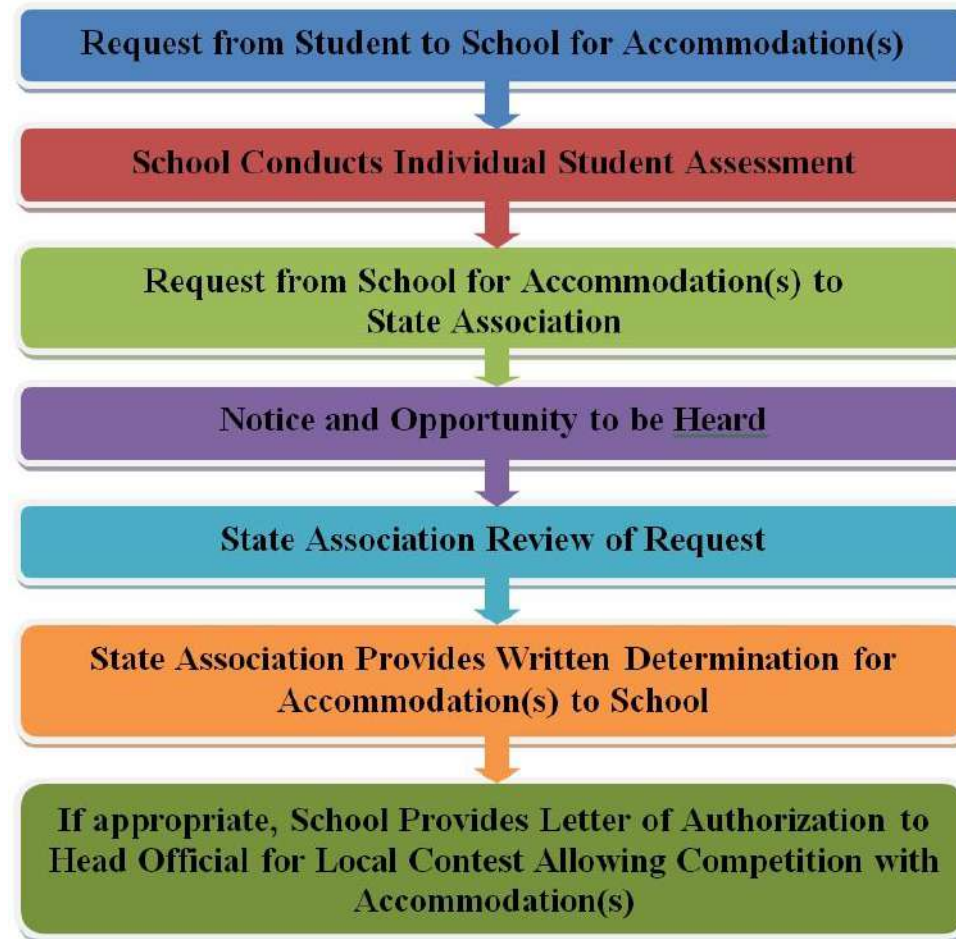 Request from Student to School for Accommodation(s)
School Conducts Individual Student Assessment
Request from School for Accommodation(s) to
State Association
Notice and Opportunity to be Heard
State Association Review of Request
State Association Provides Written Determination for
Accommodation(s) to School
If appropriate, School Provides Letter of Authorization to
Head Official for Local Contest Allowing Competition with
Accommodation(s)